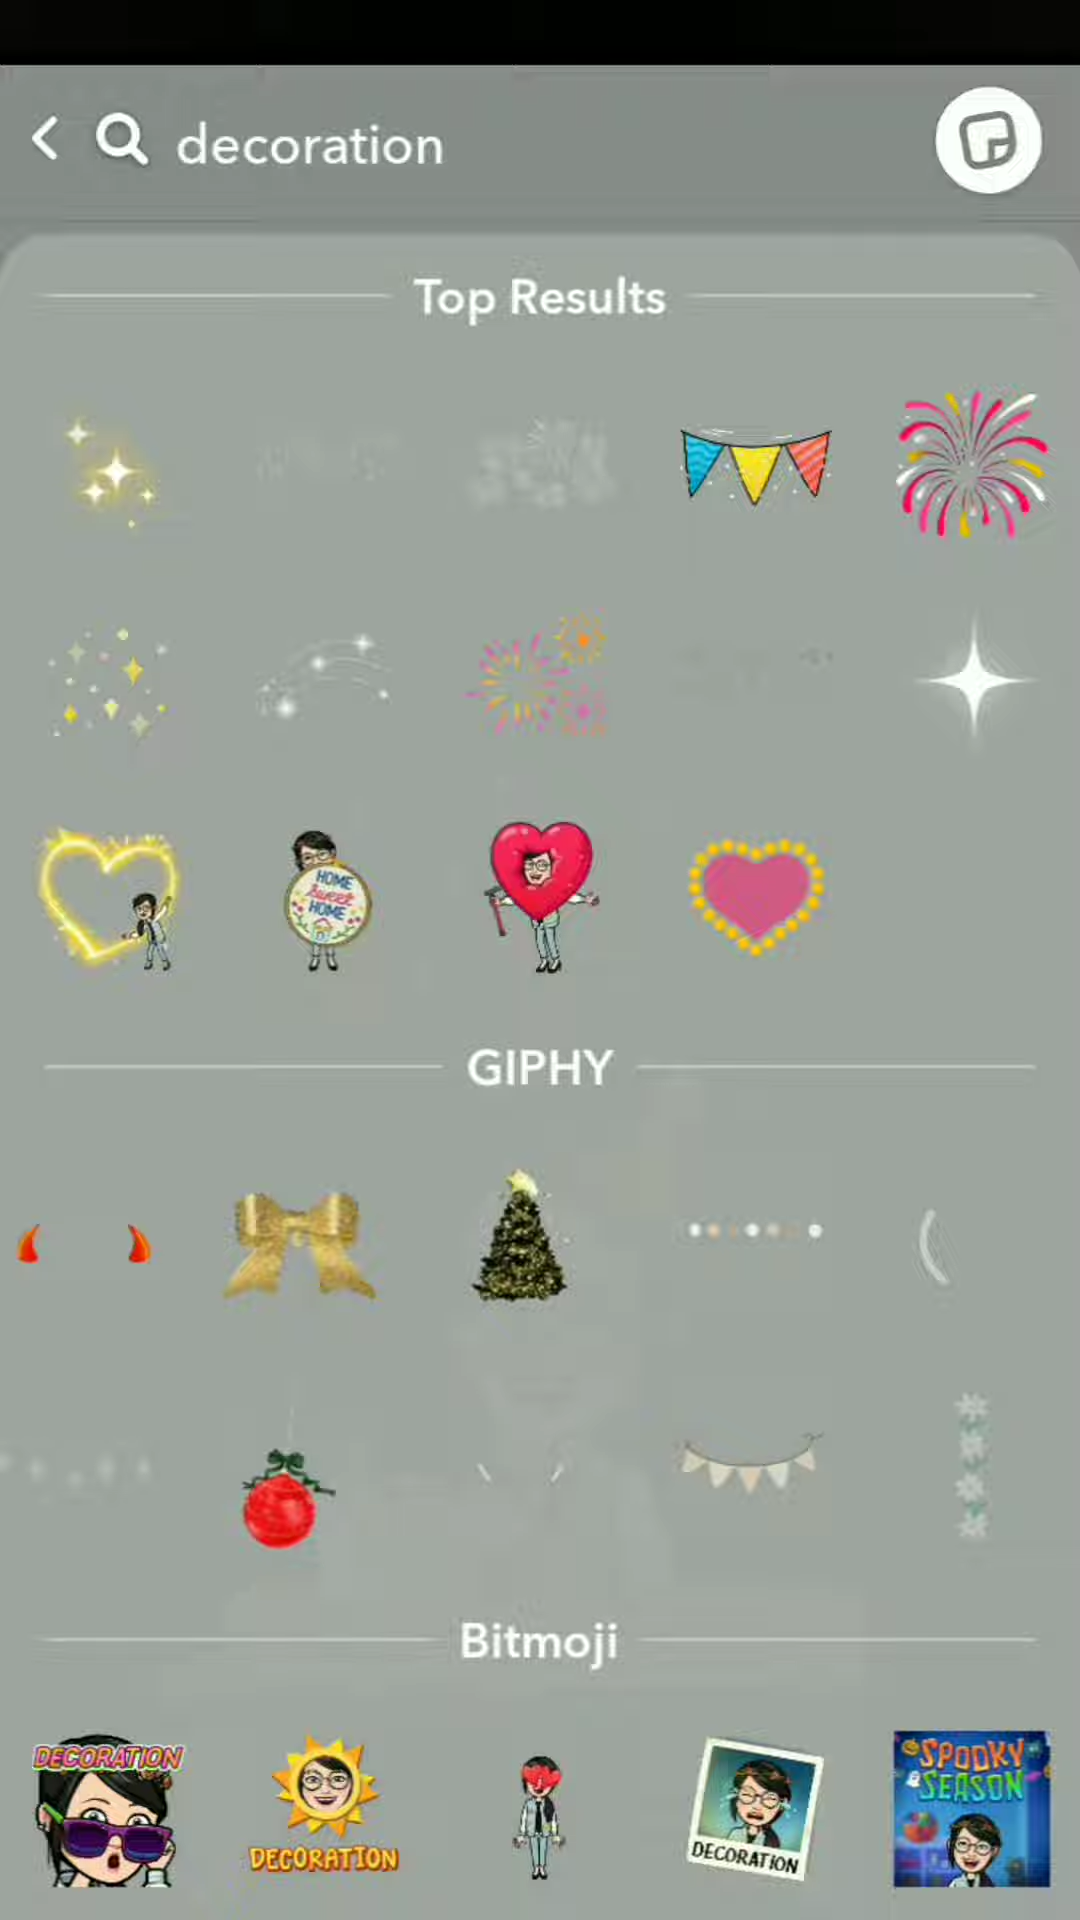 decoration
Top Results
HOME
sweet
HOME
GIPHY
Bitmoji
DECORATION
DECORATION
DECORATION
SPOOKY
SEASON